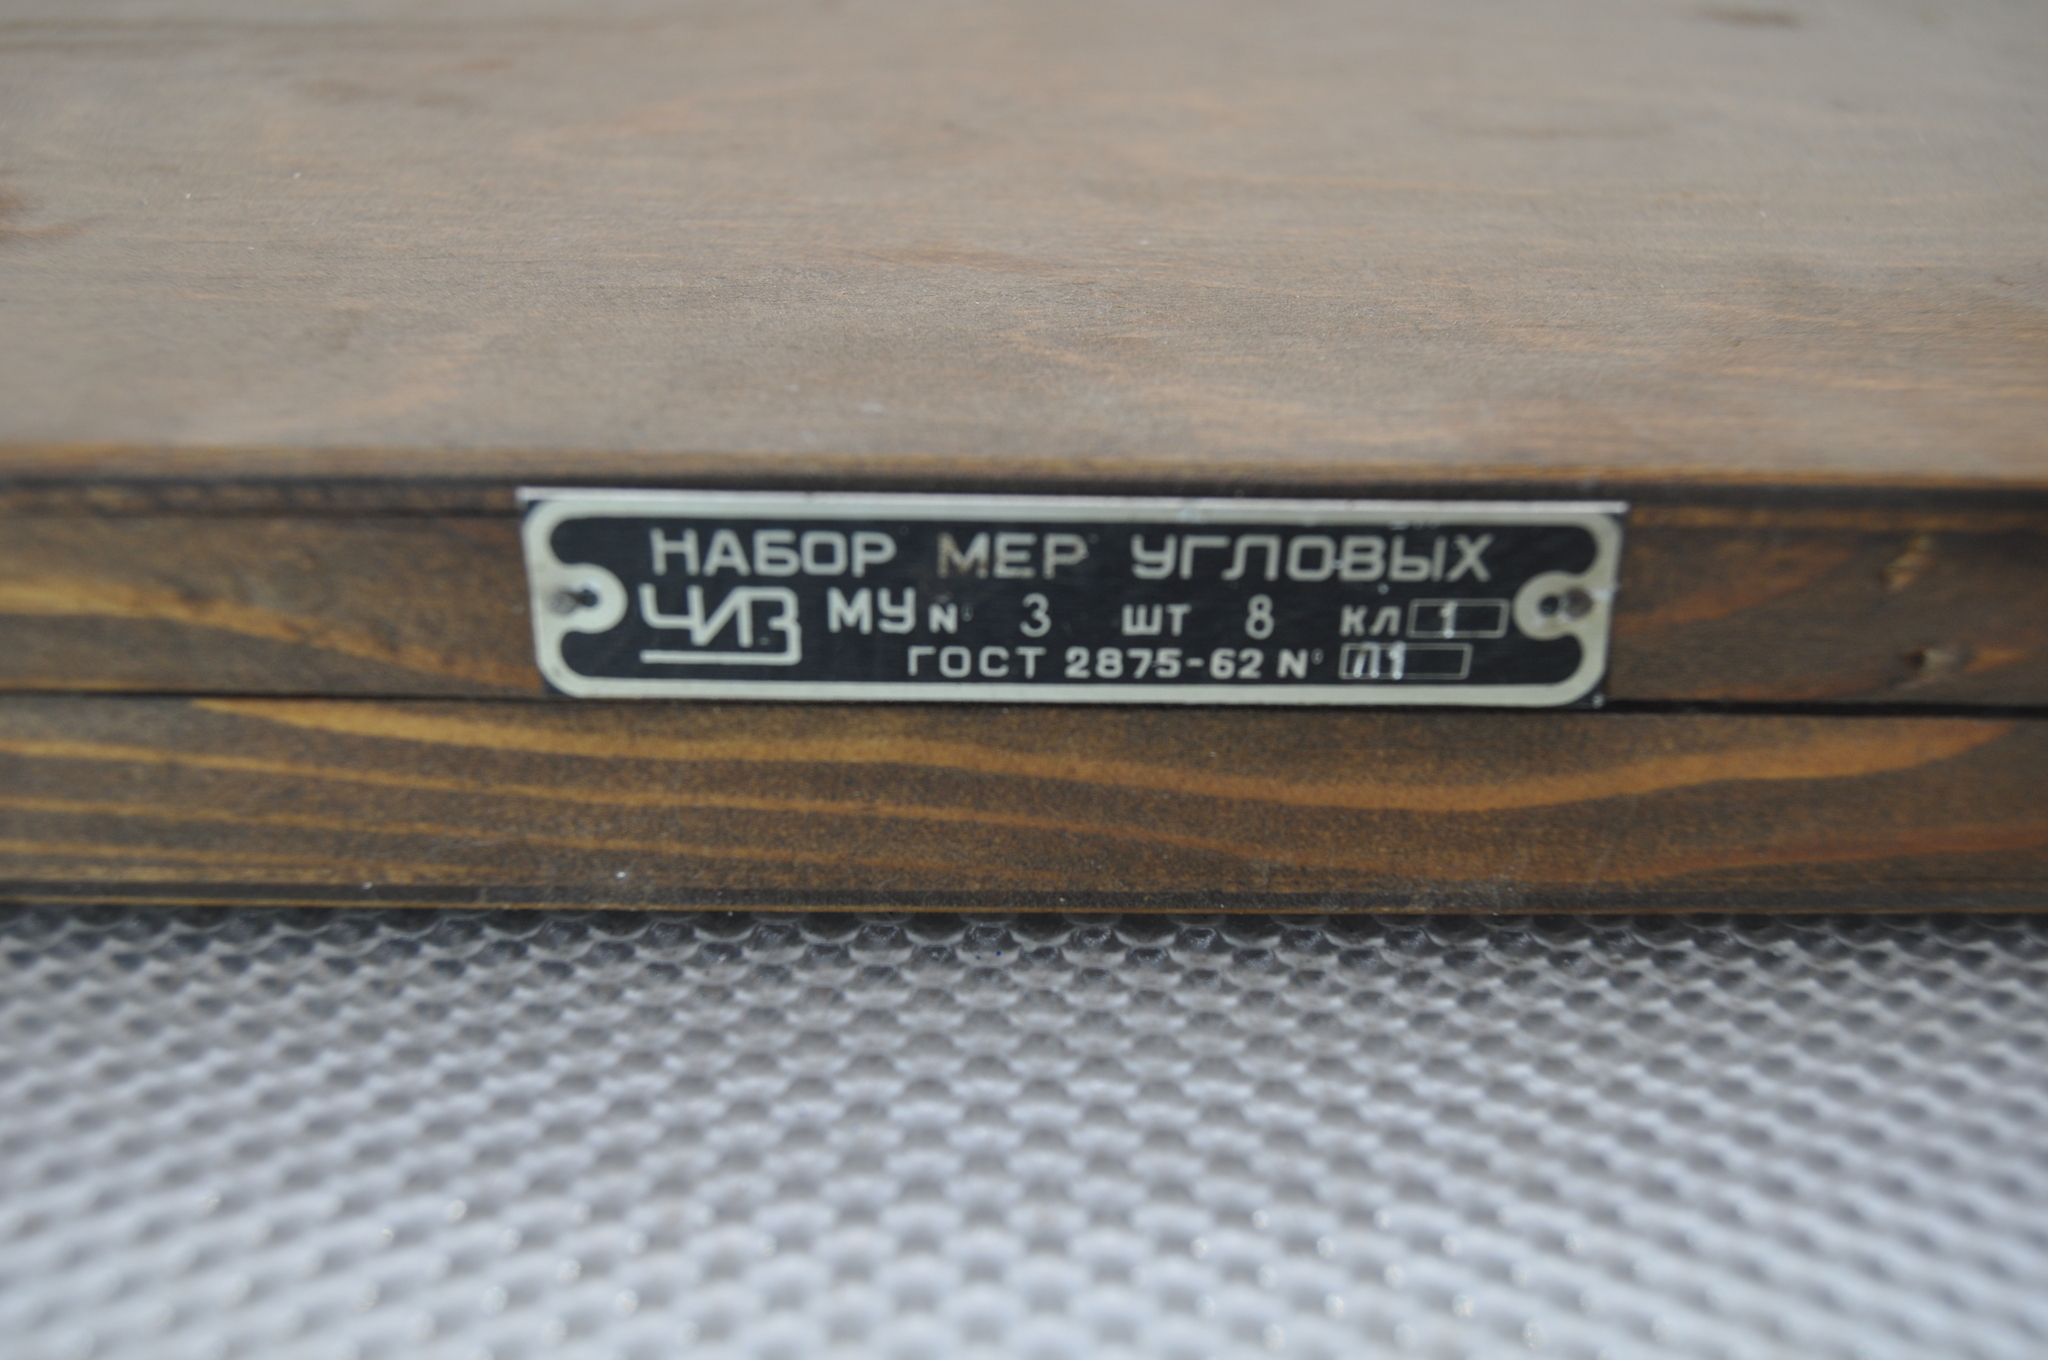 НАБОР МЕР УГЛОВЫХ
ЧИЗ МУ № 3 ШТ 8 КЛ 1
ГОСТ 2875-62 №